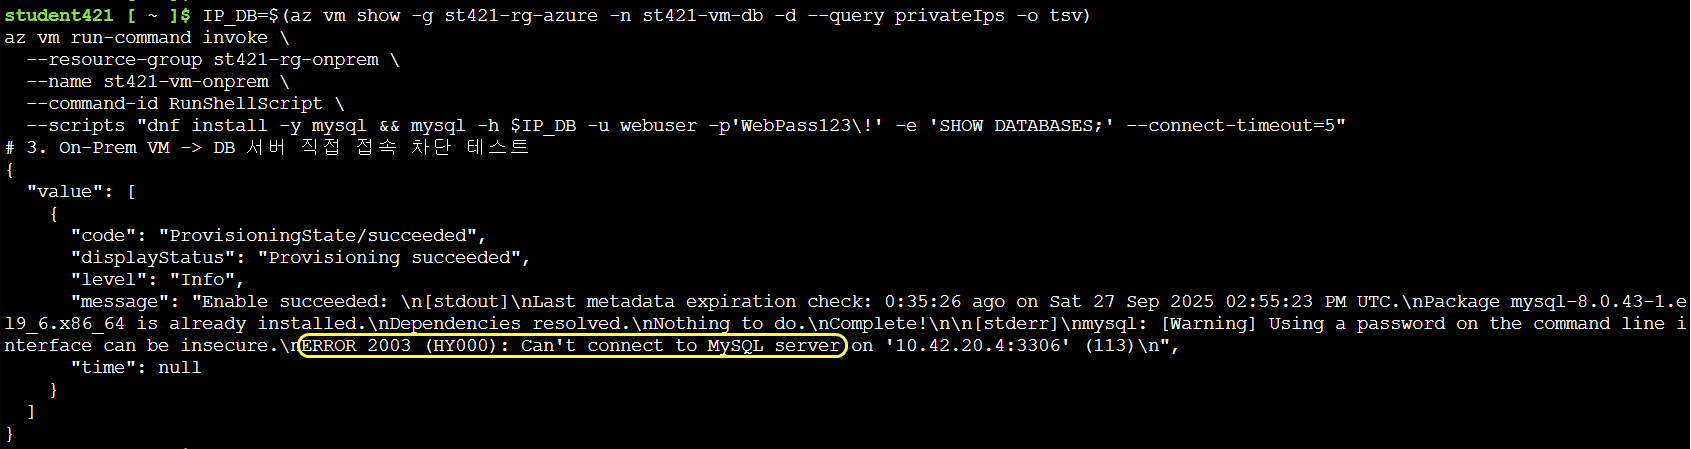 student421 [ ~ ]$ IP_DB=$(az vm show -g st421-rg-azure -n st421-vm-db -d --query privateIps -o tsv)
az vm run-command invoke \
  --resource-group st421-rg-onprem \
  --name st421-vm-onprem \
  --command-id RunShellScript \
  --scripts "dnf install -y mysql && mysql -h $IP_DB -u webuser -p'WebPass123\!' -e 'SHOW DATABASES;' --connect-timeout=5"
# 3. On-Prem VM -> DB 서버 직접 접속 차단 테스트
{
  "value": [
    {
      "code": "ProvisioningState/succeeded",
      "displayStatus": "Provisioning succeeded",
      "level": "Info",
      "message": "Enable succeeded: \n[stdout]\nLast metadata expiration check: 0:35:26 ago on Sat 27 Sep 2025 02:55:23 PM UTC.\nPackage mysql-8.0.43-1.e
l9_6.x86_64 is already installed.\nDependencies resolved.\nNothing to do.\nComplete!\n\n[stderr]\nmysql: [Warning] Using a password on the command line i
nterface can be insecure.\nERROR 2003 (HY000): Can't connect to MySQL server on '10.42.20.4:3306' (113)\n",
      "time": null
    }
  ]
}